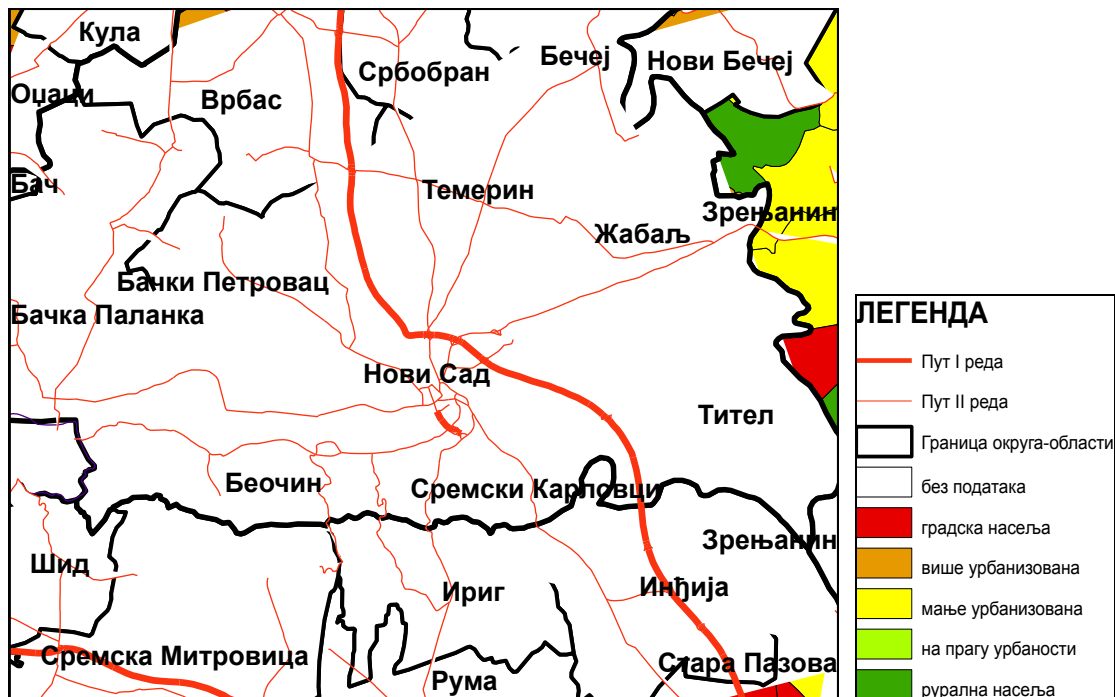 Кула
Бечеј
Нови Бечеј
Србобран
Оџаци
Врбас
Бач
Темерин
Зрењанин
Жабаљ
Бачки Петровац
Бачка Паланка
Нови Сад
Тител
Беочин
Сремски Карловци
Зрењанин
Шид
Ириг
Инђија
Сремска Митровица
Стара Пазова
Рума
ЛЕГЕНДА
Пут I реда
Пут II реда
Граница округа-области
без података
градска насеља
више урбанизована
мање урбанизована
на прагу урбаности
рурална насеља